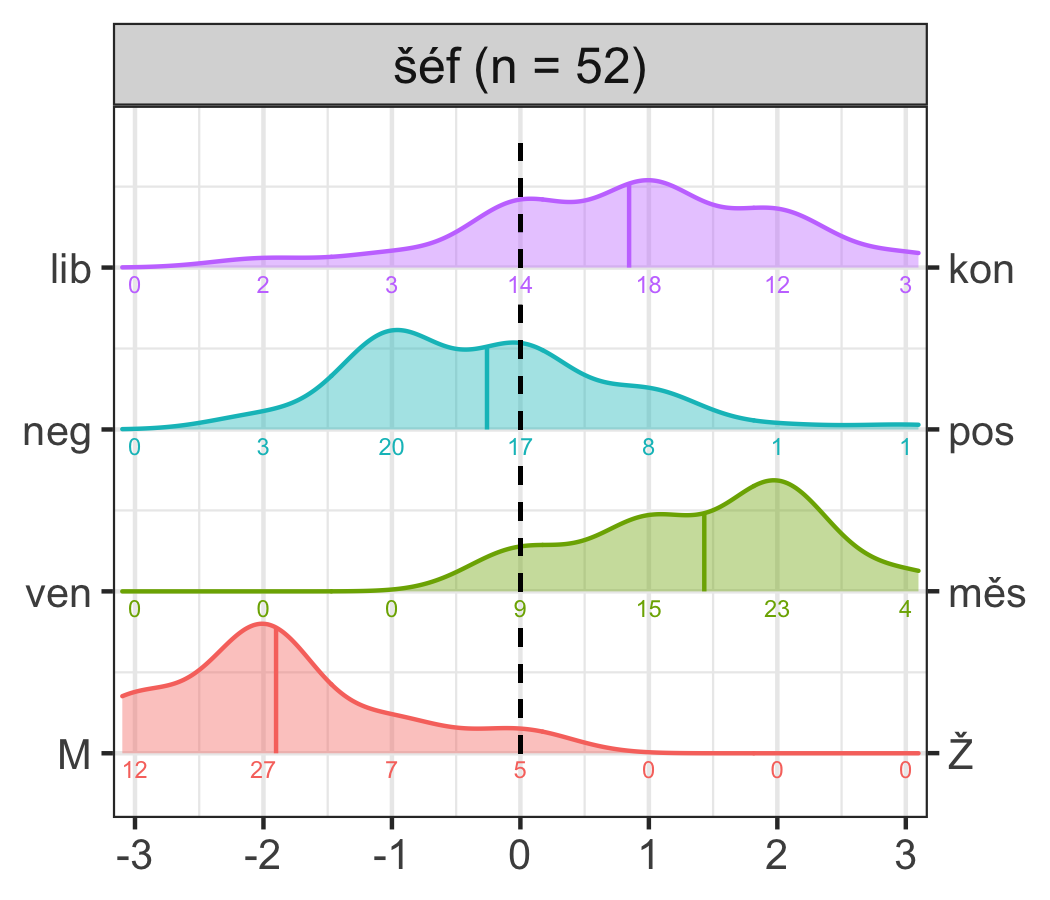 šéf (n = 52)
lib kon
0 2 3 14 18 12 3
neg pos
0 3 20 17 8 1 1
ven měs
0 0 0 9 15 23 4
M Ž
12 27 7 5 0 0 0
-3 -2 -1 0 1 2 3